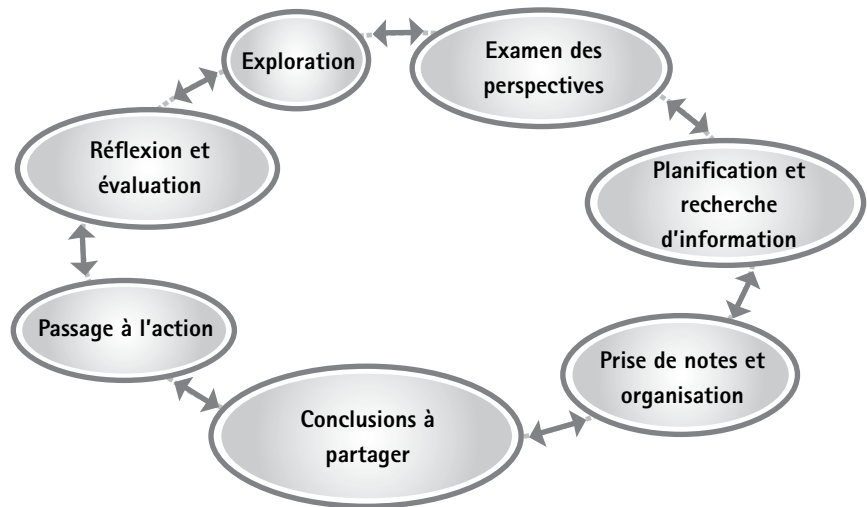 Exploration
Examen des
perspectives
Planification et
recherche
d'information
Prise de notes et
organisation
Conclusions à
partager
Passage à l'action
Réflexion et
évaluation